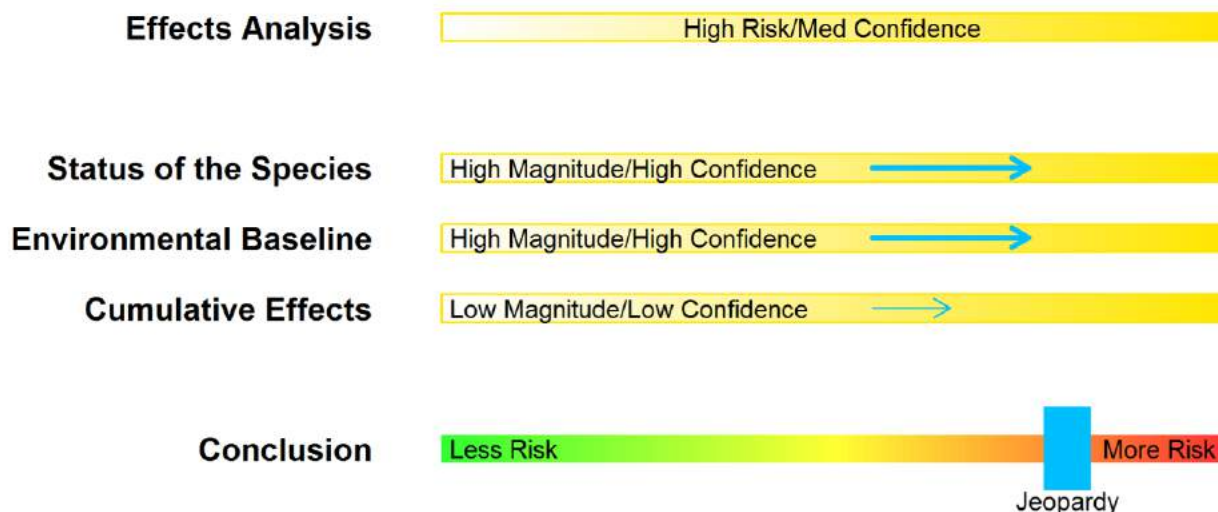 Effects Analysis High Risk/Med Confidence
Status of the Species High Magnitude/High Confidence
Environmental Baseline High Magnitude/High Confidence
Cumulative Effects Low Magnitude/Low Confidence
Conclusion Less Risk More Risk
Jeopardy